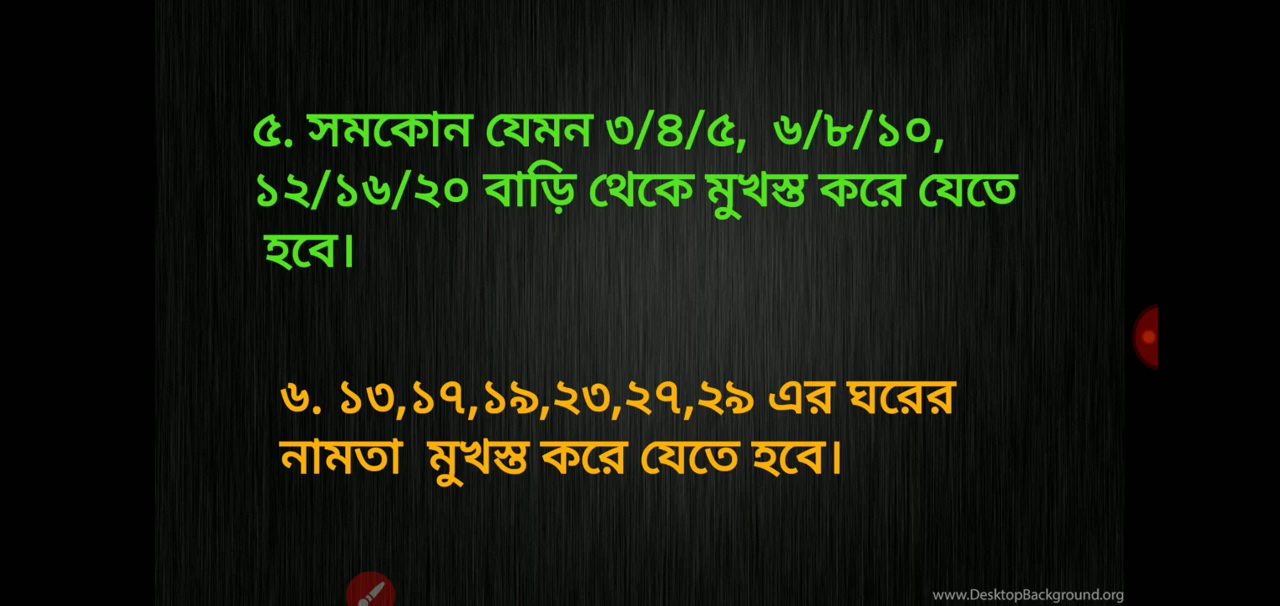 ৫. সমকোন যেমন ৩/৪/৫, ৬/৮/১০,
১২/১৬/২০ বাড়ি থেকে মুখস্ত করে যেতে
হবে।
৬. ১৩,১৭,১৯,২৩,২৭,২৯ এর ঘরের
নামতা মুখস্ত করে যেতে হবে।
www.DesktopBackground.org